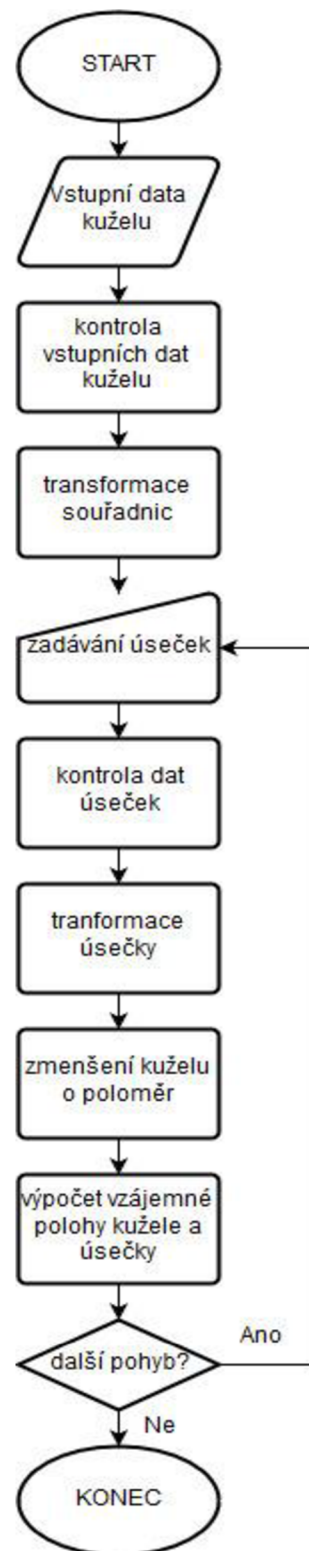 START
Vstupní data
kuželu
kontrola
vstupních dat
kuželu
transformace
souřadnic
zadávání úseček
kontrola dat
úseček
tranformace
úsečky
zmenšení kuželu
o poloměr
výpočet vzájemné
polohy kužele a
úsečky
další pohyb?
Ano
Ne
KONEC